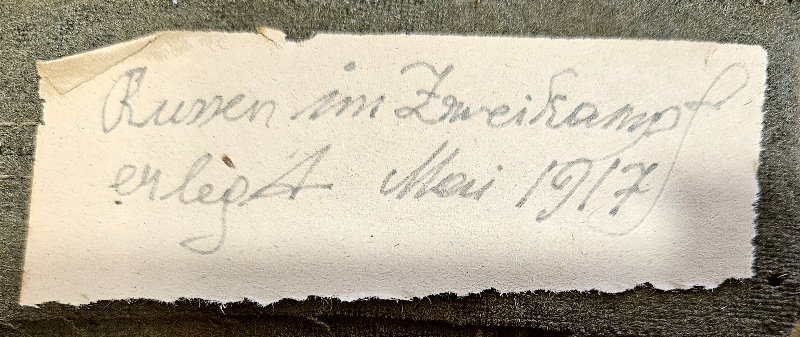 Russen im Zweikampf
erlegt Mai 1917